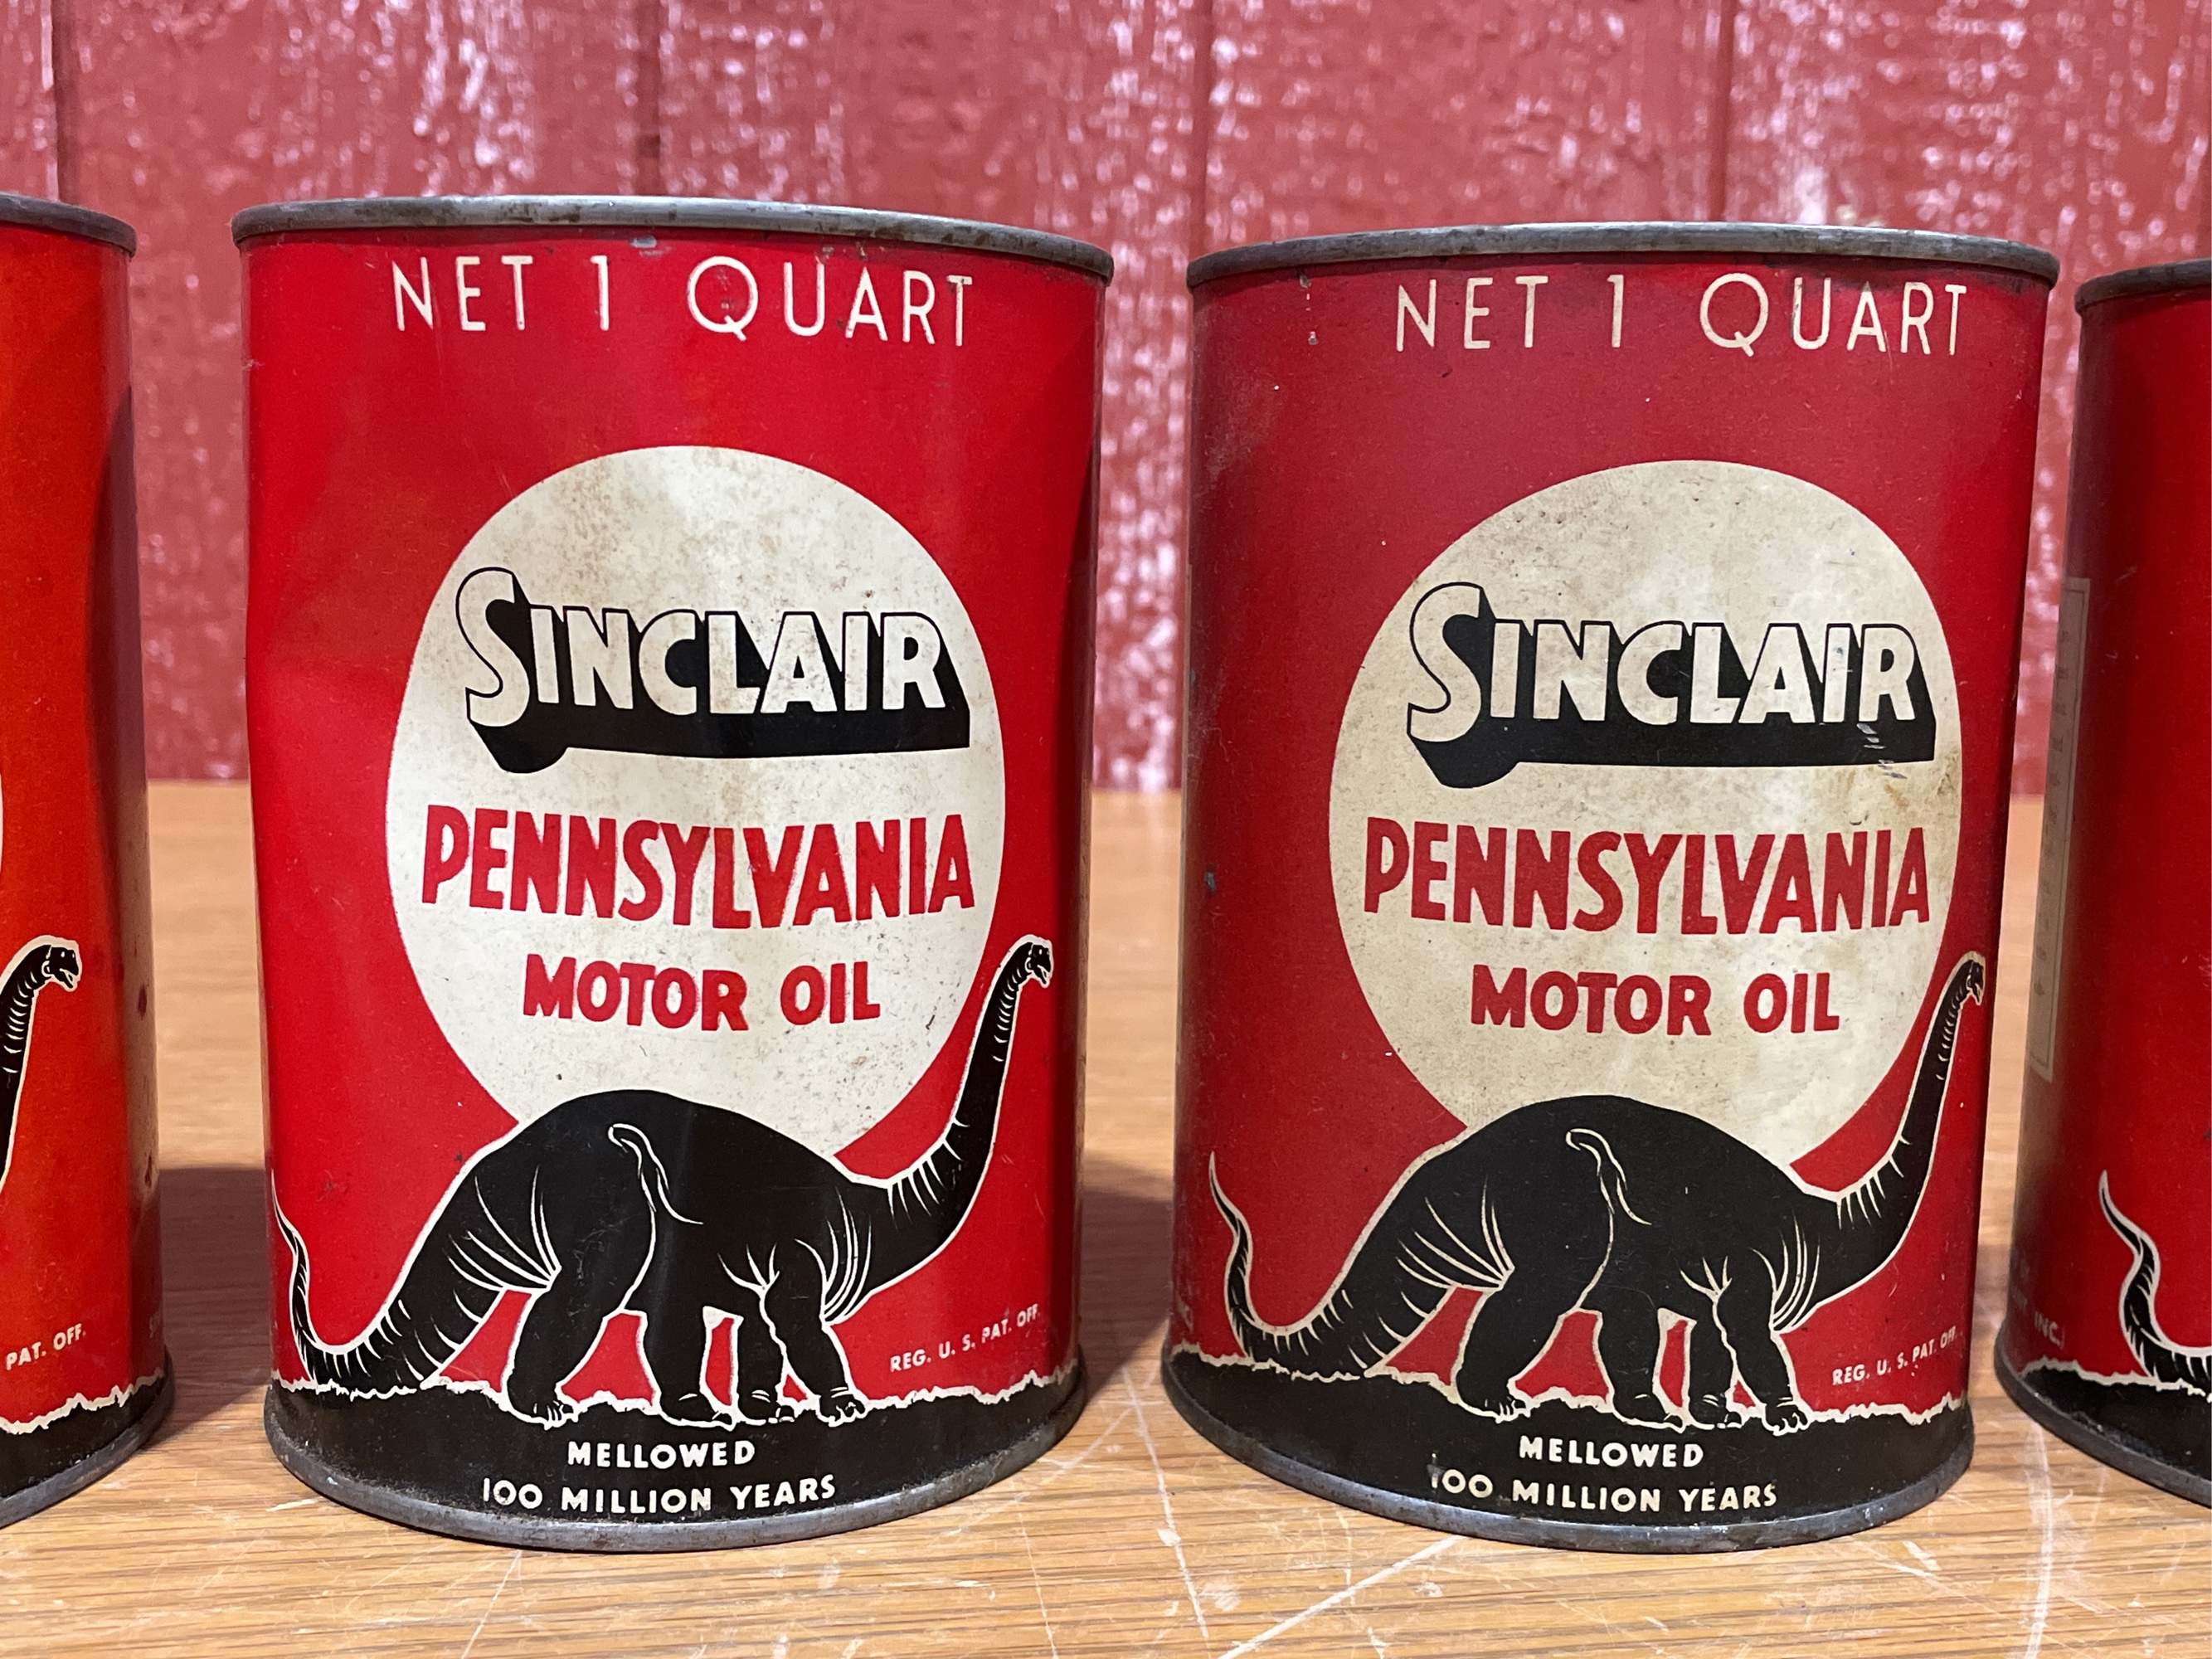 NET 1 QUART
SINCLAIR
PENNSYLVANIA
MOTOR OIL
REG. U. S. PAT. OFF.
MELLOWED
100 MILLION YEARS
NET 1 QUART
SINCLAIR
PENNSYLVANIA
MOTOR OIL
REG. U. S. PAT. OFF.
MELLOWED
100 MILLION YEARS
PAT. OFF.
INC.